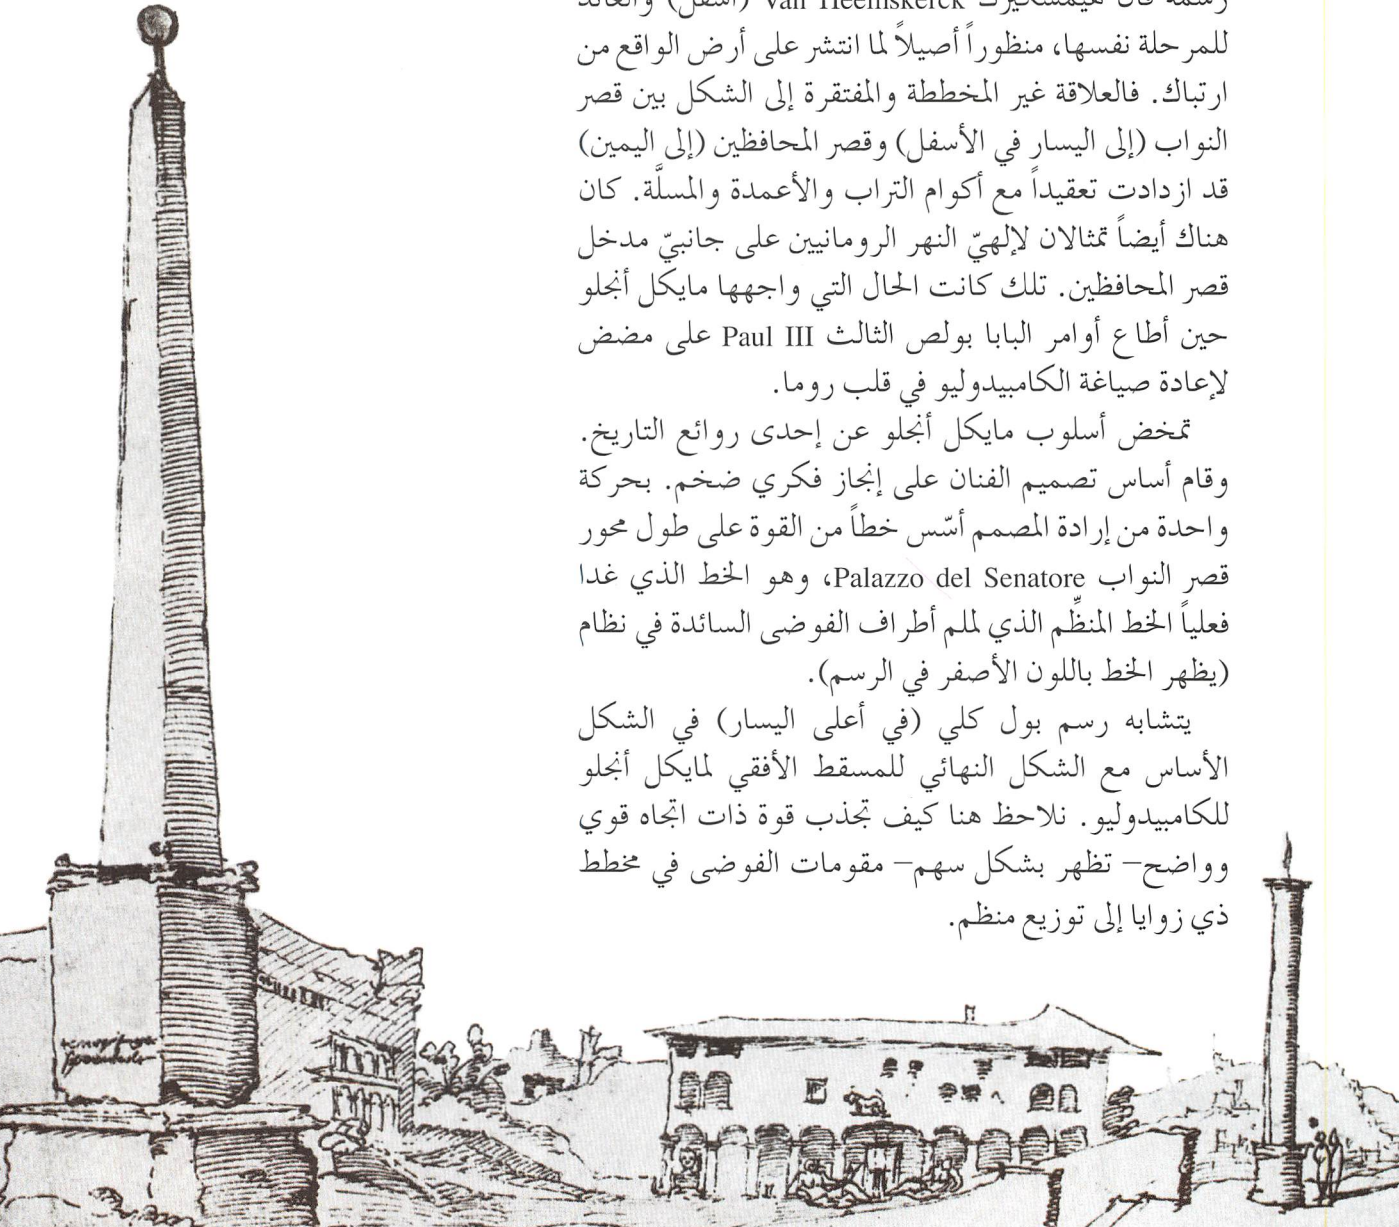 للمرحلة نفسها، منظوراً أصيلاً لما انتشر على أرض الواقع من
ارتباك. فالعلاقة غير المخططة والمفتقرة إلى الشكل بين قصر
النواب (إلى اليسار في الأسفل) وقصر المحافظين (إلى اليمين)
قد ازدادت تعقيداً مع أكوام التراب والأعمدة والمسلَّة. كان
هناك أيضاً تمثالان لإلهيّ النهر الرومانيين على جانبيّ مدخل
قصر المحافظين. تلك كانت الحال التي واجهها مايكل أنجلو
حين أطاع أوامر البابا بولص الثالث Paul III على مضض
لإعادة صياغة الكامبيدوليو في قلب روما.
تمخض أسلوب مايكل أنجلو عن إحدى روائع التاريخ.
وقام أساس تصميم الفنان على إنجاز فكري ضخم. بحركة
واحدة من إرادة المصمم أسّس خطاً من القوة على طول محور
قصر النواب Palazzo del Senatore، وهو الخط الذي غدا
فعلياً الخط المنظِّم الذي لملم أطراف الفوضى السائدة في نظام
(يظهر الخط باللون الأصفر في الرسم).
يتشابه رسم بول كلي (في أعلى اليسار) في الشكل
الأساس مع الشكل النهائي للمسقط الأفقي لمايكل أنجلو
للكامبيدوليو. نلاحظ هنا كيف تجذب قوة ذات اتجاه قوي
وواضح– تظهر بشكل سهم– مقومات الفوضى في مخطط
ذي زوايا إلى توزيع منظم.